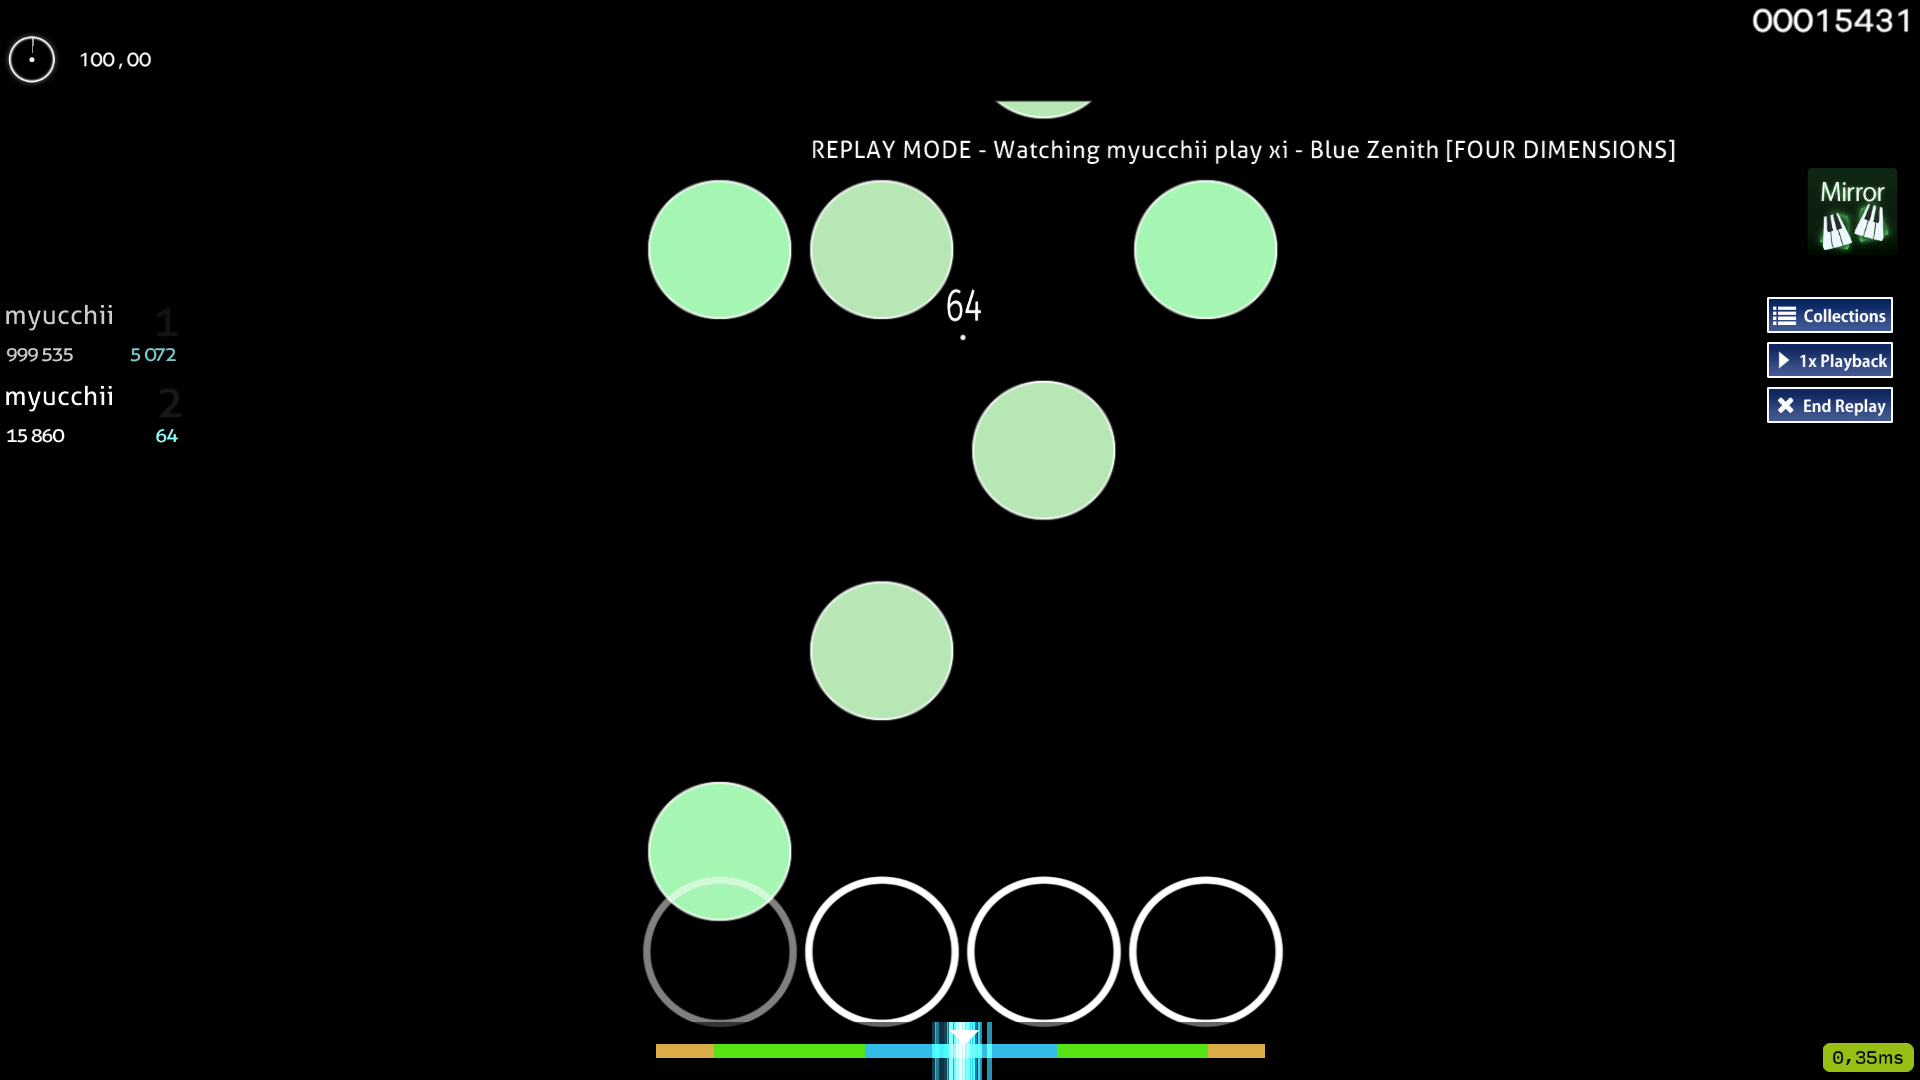 00015431
100,00
REPLAY MODE - Watching myucchii play xi - Blue Zenith [FOUR DIMENSIONS]
Mirror
64
myucchii 1
999 535 5 072
myucchii 2
15 860 64
Collections
1x Playback
End Replay
0,35ms